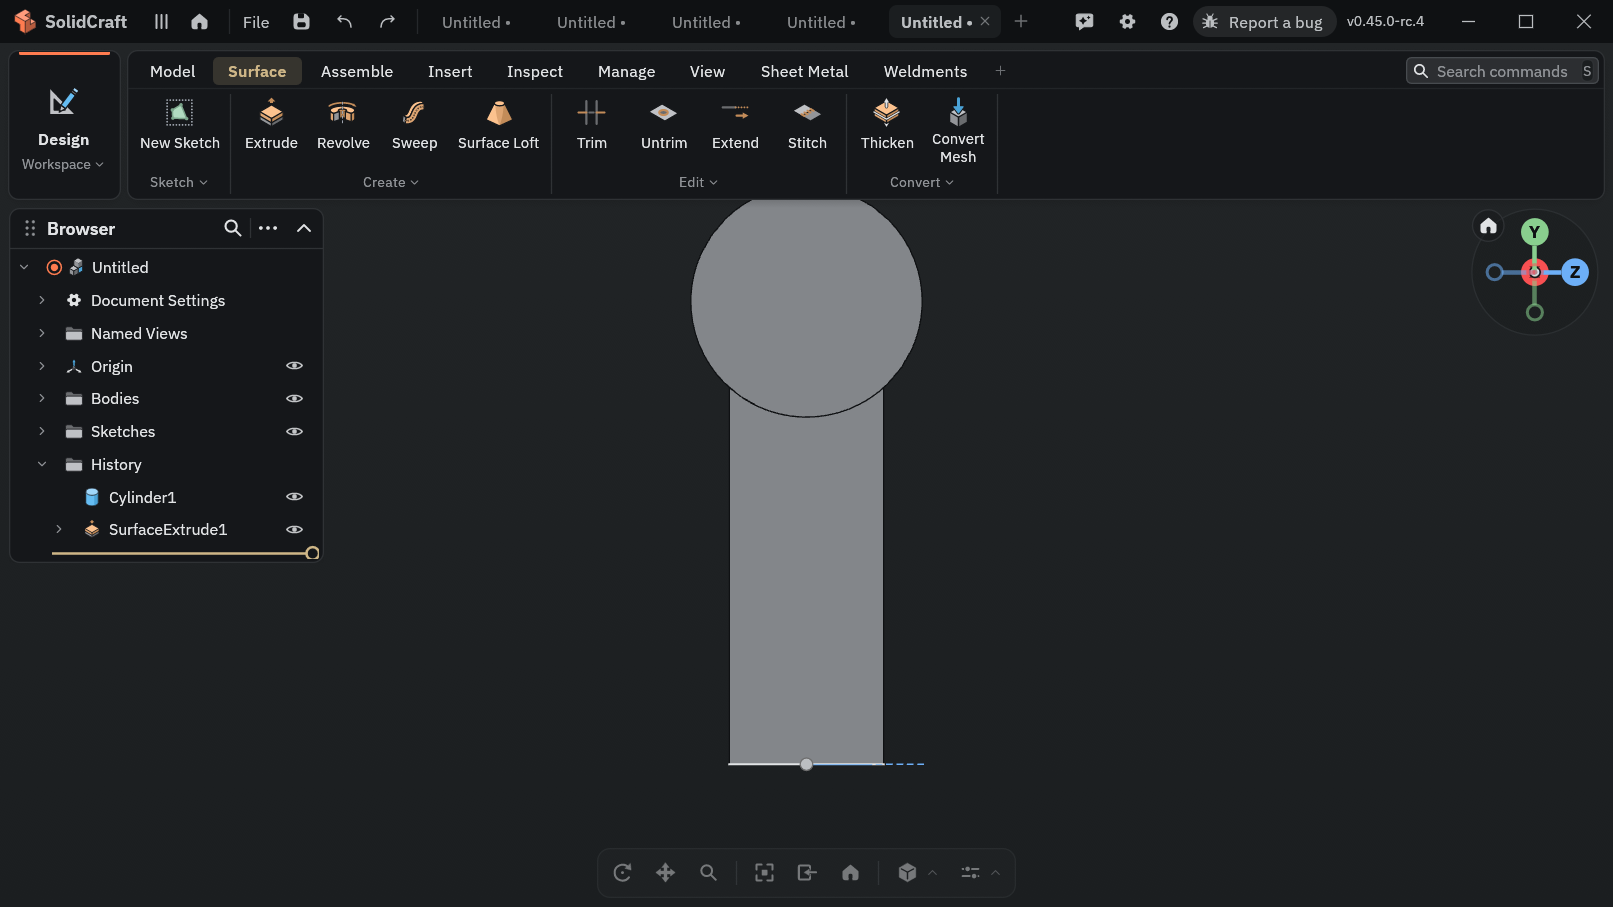 SolidCraft
File
Untitled •
Untitled •
Untitled •
Untitled •
Untitled •
Report a bug
v0.45.0-rc.4
Design
Workspace
Model
Surface
Assemble
Insert
Inspect
Manage
View
Sheet Metal
Weldments
Search commands
S
New Sketch
Sketch
Extrude
Revolve
Sweep
Surface Loft
Create
Trim
Untrim
Extend
Stitch
Edit
Thicken
Convert
Mesh
Convert
Browser
Untitled
Document Settings
Named Views
Origin
Bodies
Sketches
History
Cylinder1
SurfaceExtrude1
Y
Z